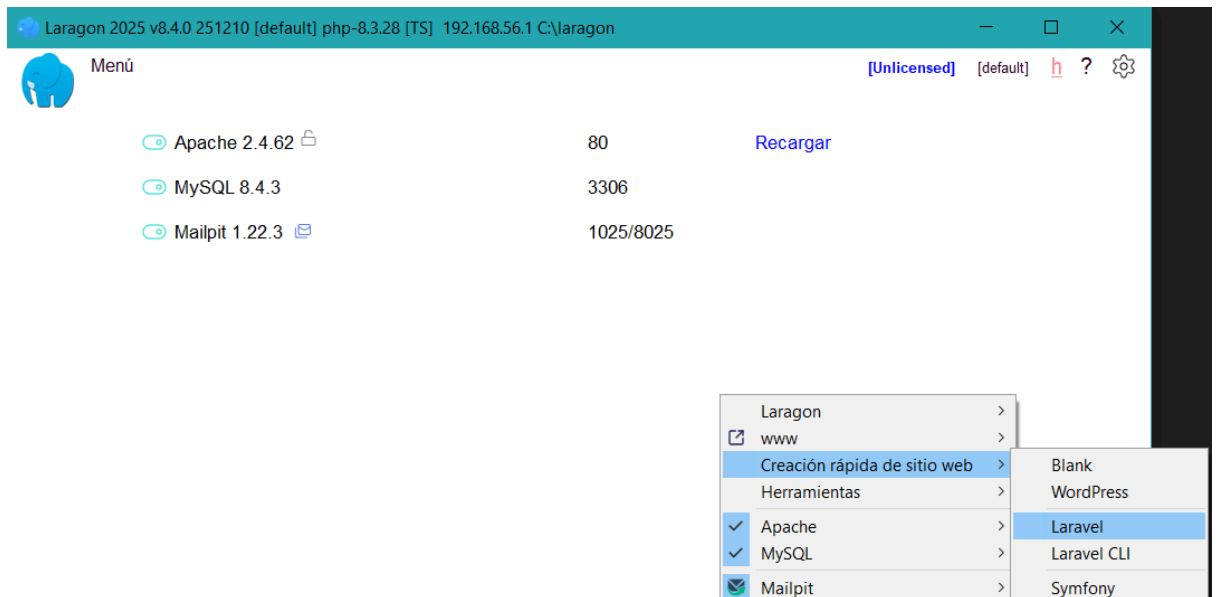 Laragon 2025 v8.4.0 251210 [default] php-8.3.28 [TS] 192.168.56.1 C:\laragon
Menú [Unlicensed] [default] h ?
Apache 2.4.62 80 Recargar
MySQL 8.4.3 3306
Mailpit 1.22.3 1025/8025
Laragon
www
Creación rápida de sitio web
Herramientas
Apache
MySQL
Mailpit
Blank
WordPress
Laravel
Laravel CLI
Symfony